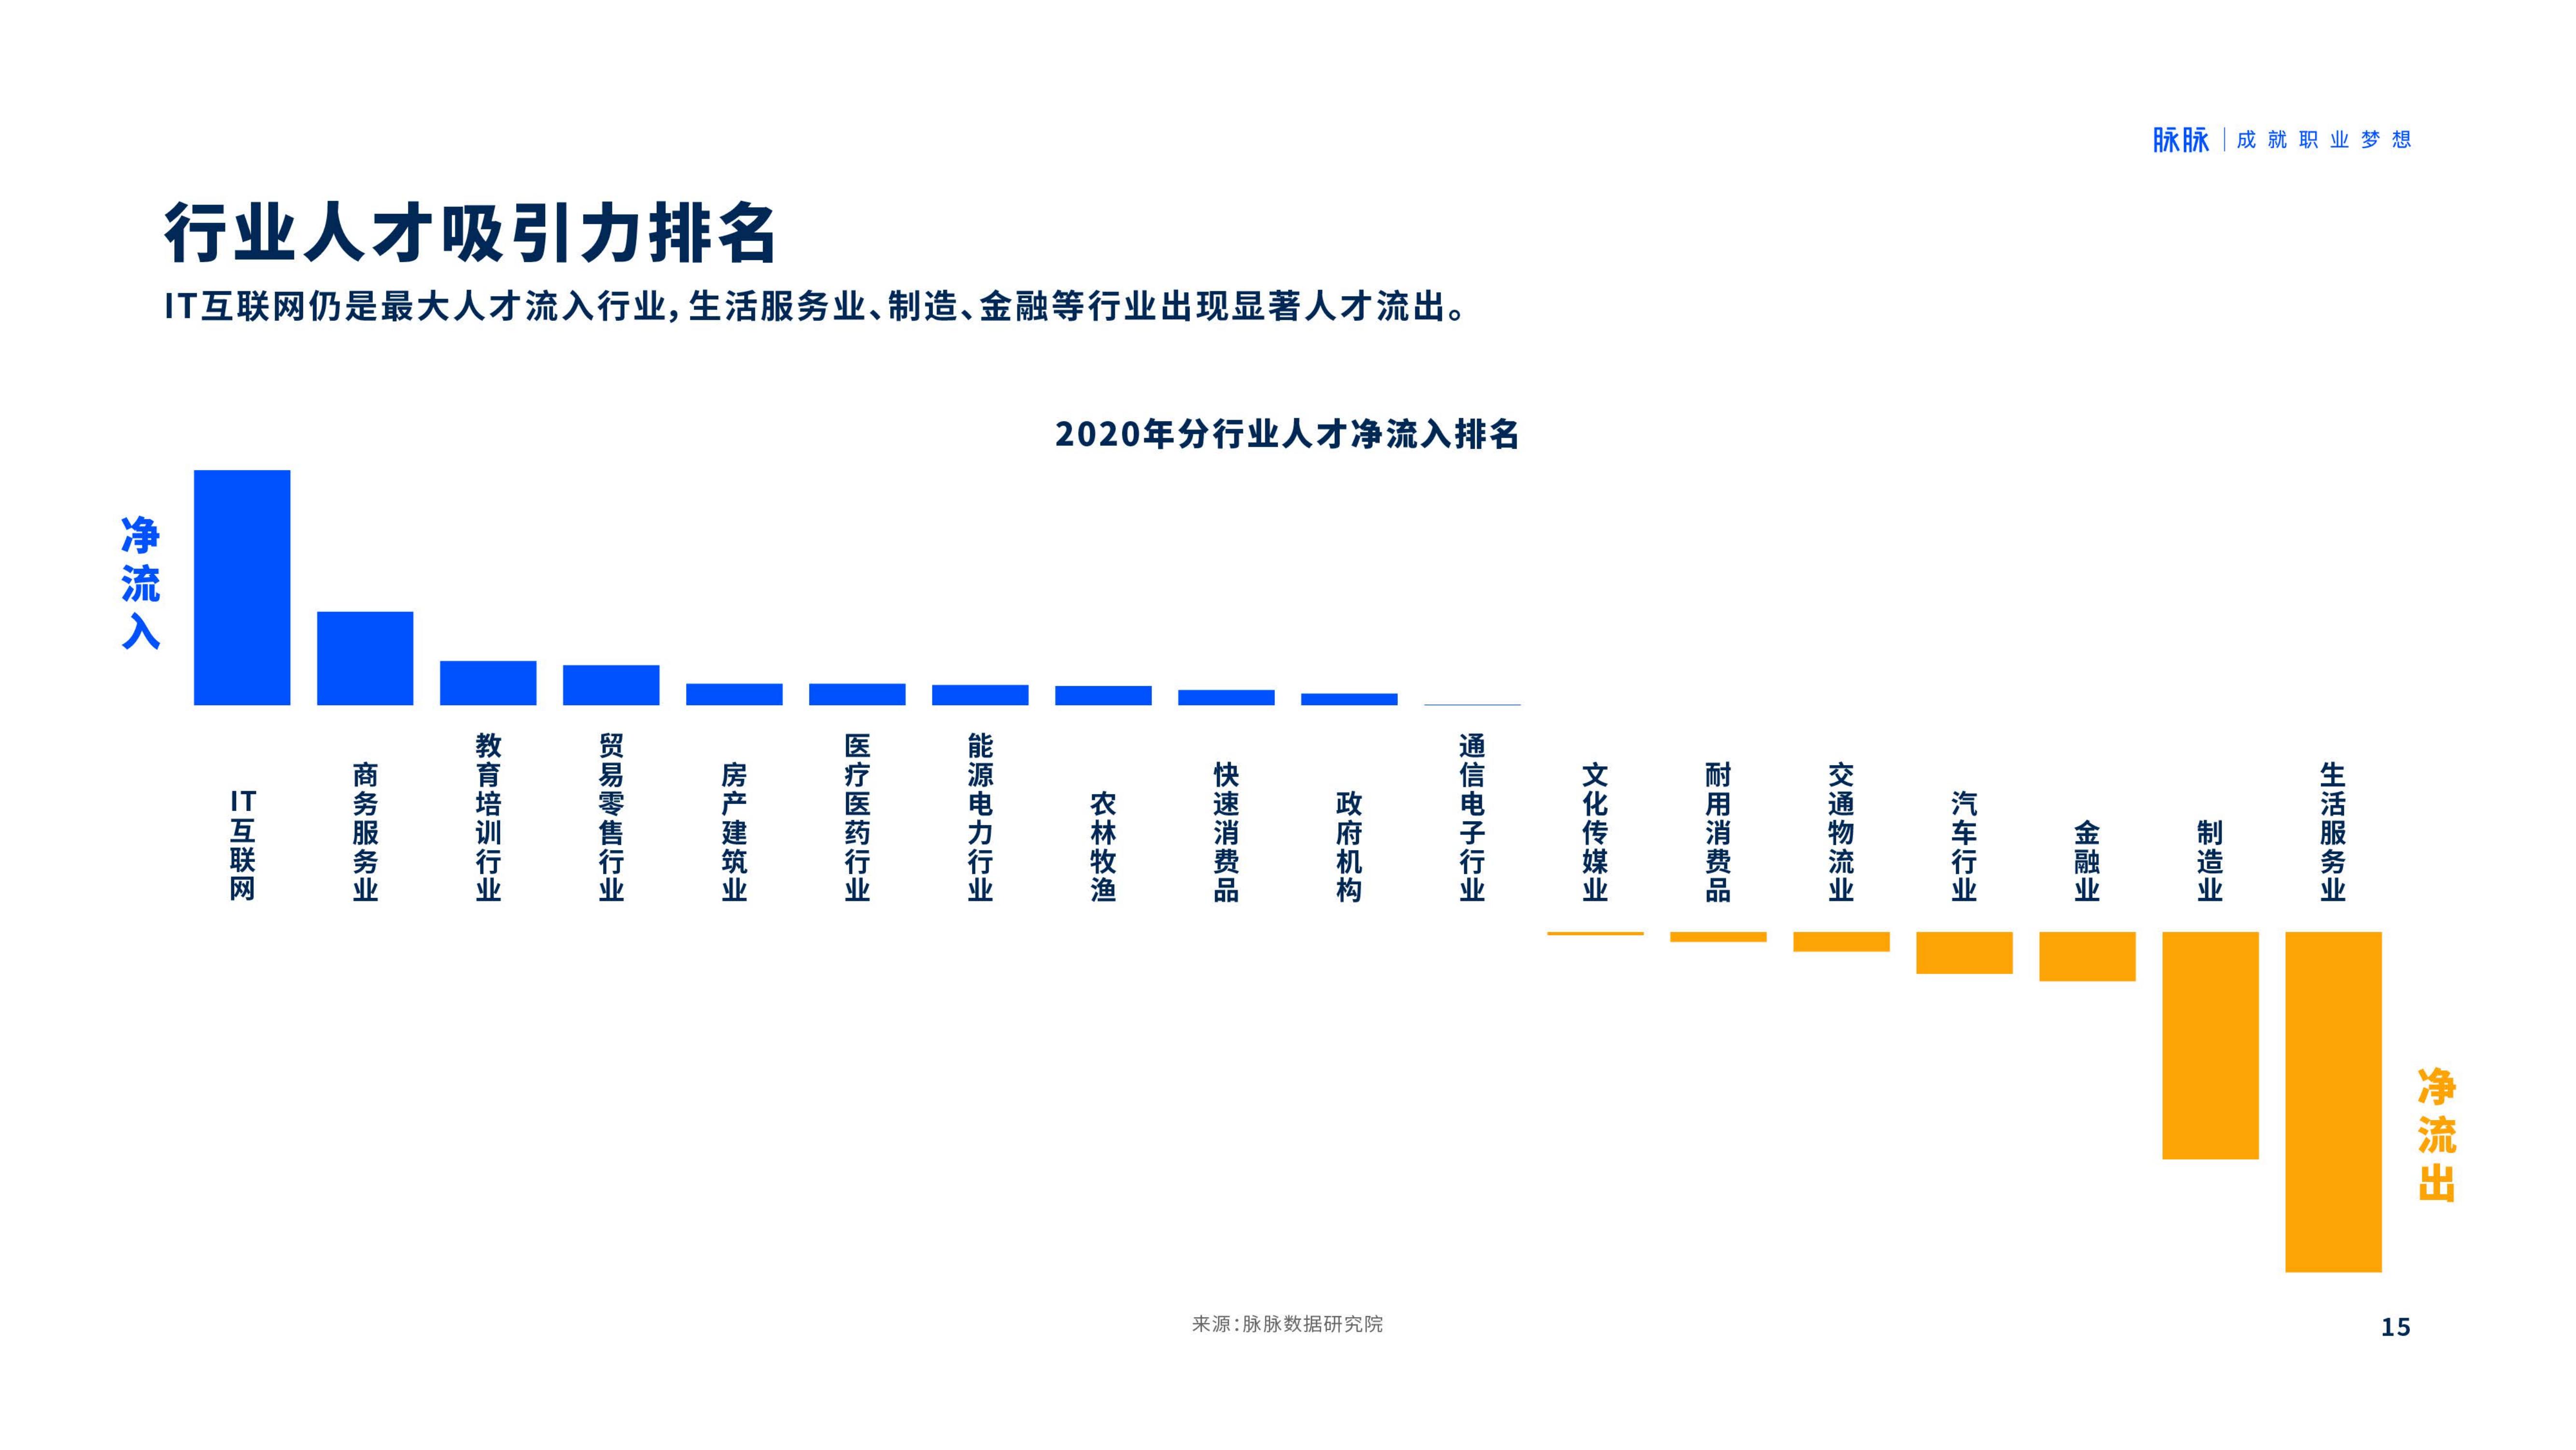 脉脉 成就职业梦想
行业人才吸引力排名
IT互联网仍是最大人才流入行业，生活服务业、制造、金融等行业出现显著人才流出。
2020年分行业人才净流入排名
净流入
IT互联网
商务服务业
教育培训行业
贸易零售行业
房产建筑业
医疗医药行业
能源电力行业
农林牧渔
快速消费品
政府机构
通信电子行业
文化传媒业
耐用消费品
交通物流业
汽车行业
金融业
制造业
生活服务业
净流出
来源：脉脉数据研究院
15